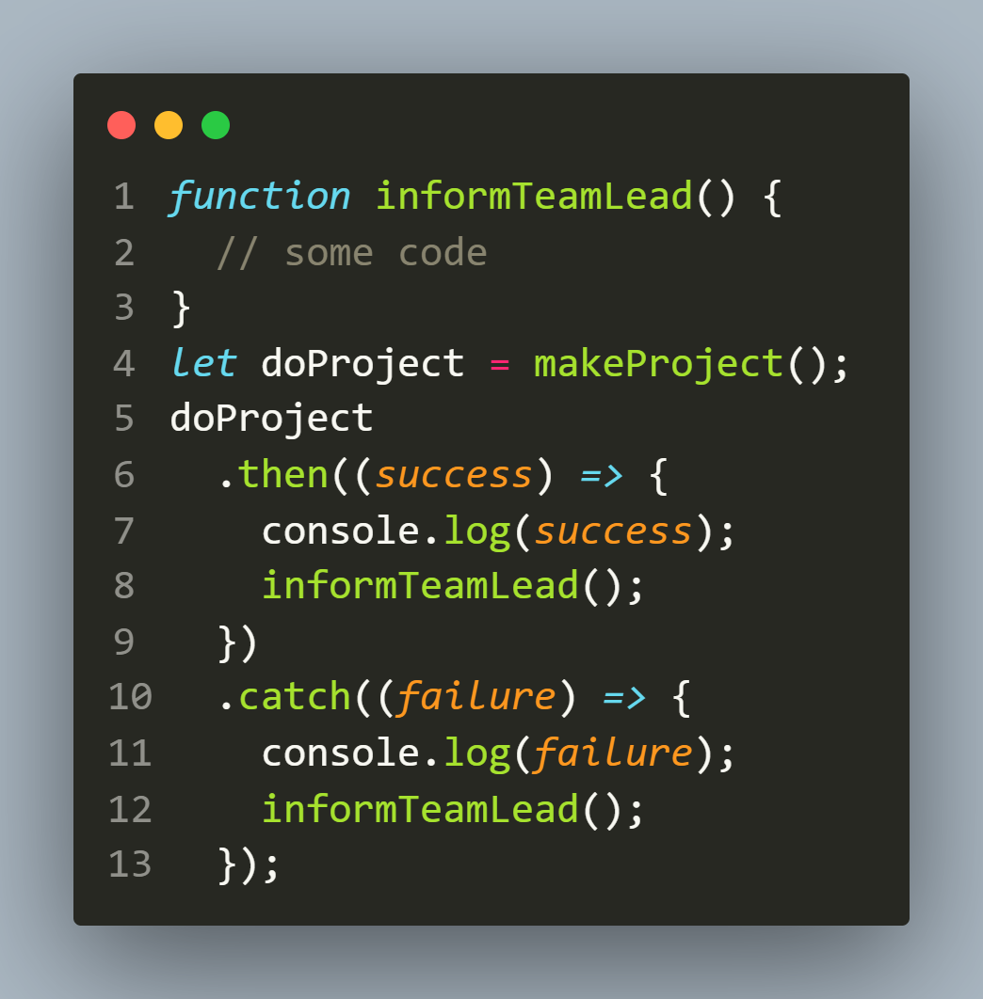 1 function informTeamLead() {
2   // some code
3 }
4 let doProject = makeProject();
5 doProject
6   .then((success) => {
7     console.log(success);
8     informTeamLead();
9   })
10   .catch((failure) => {
11     console.log(failure);
12     informTeamLead();
13   });